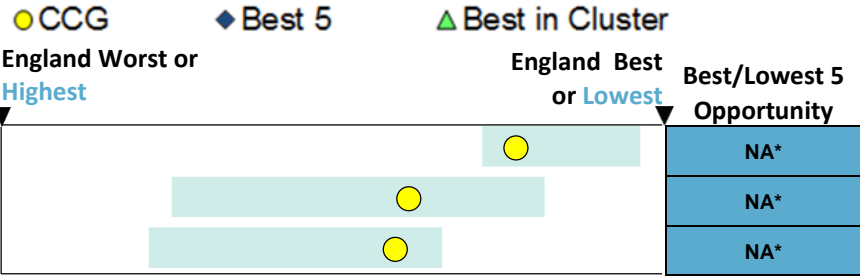 CCG Best 5 Best in Cluster
England Worst or
Highest
England Best
or Lowest
Best/Lowest 5
Opportunity
NA*
NA*
NA*